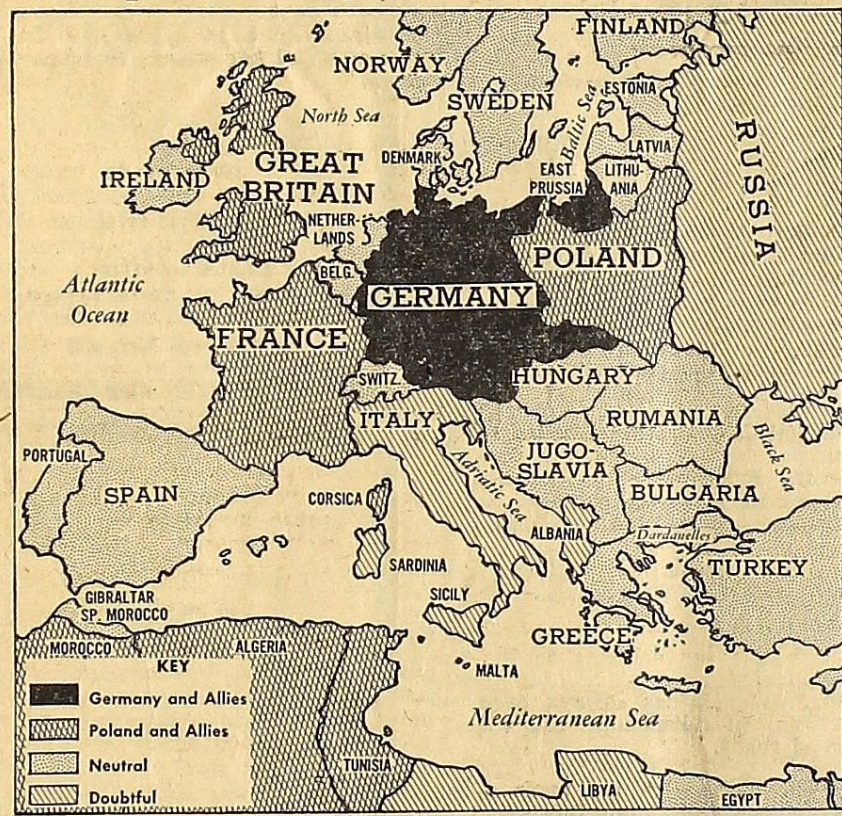 FINLAND
NORWAY
SWEDEN
ESTONIA
North Sea
Baltic Sea
RUSSIA
LATVIA
DENMARK
GREAT
BRITAIN
IRELAND
EAST
PRUSSIA
LITHU-
ANIA
NETHER-
LANDS
POLAND
BELG.
Atlantic
Ocean
GERMANY
FRANCE
SWITZ.
HUNGARY
ITALY
RUMANIA
Black Sea
PORTUGAL
SPAIN
JUGO-
SLAVIA
Adriatic Sea
CORSICA
BULGARIA
ALBANIA
Dardanelles
SARDINIA
TURKEY
GIBRALTAR
SP. MOROCCO
SICILY
GREECE
MOROCCO
ALGERIA
MALTA
KEY
Germany and Allies
Poland and Allies
Neutral
Doubtful
Mediterranean Sea
TUNISIA
LIBYA
EGYPT